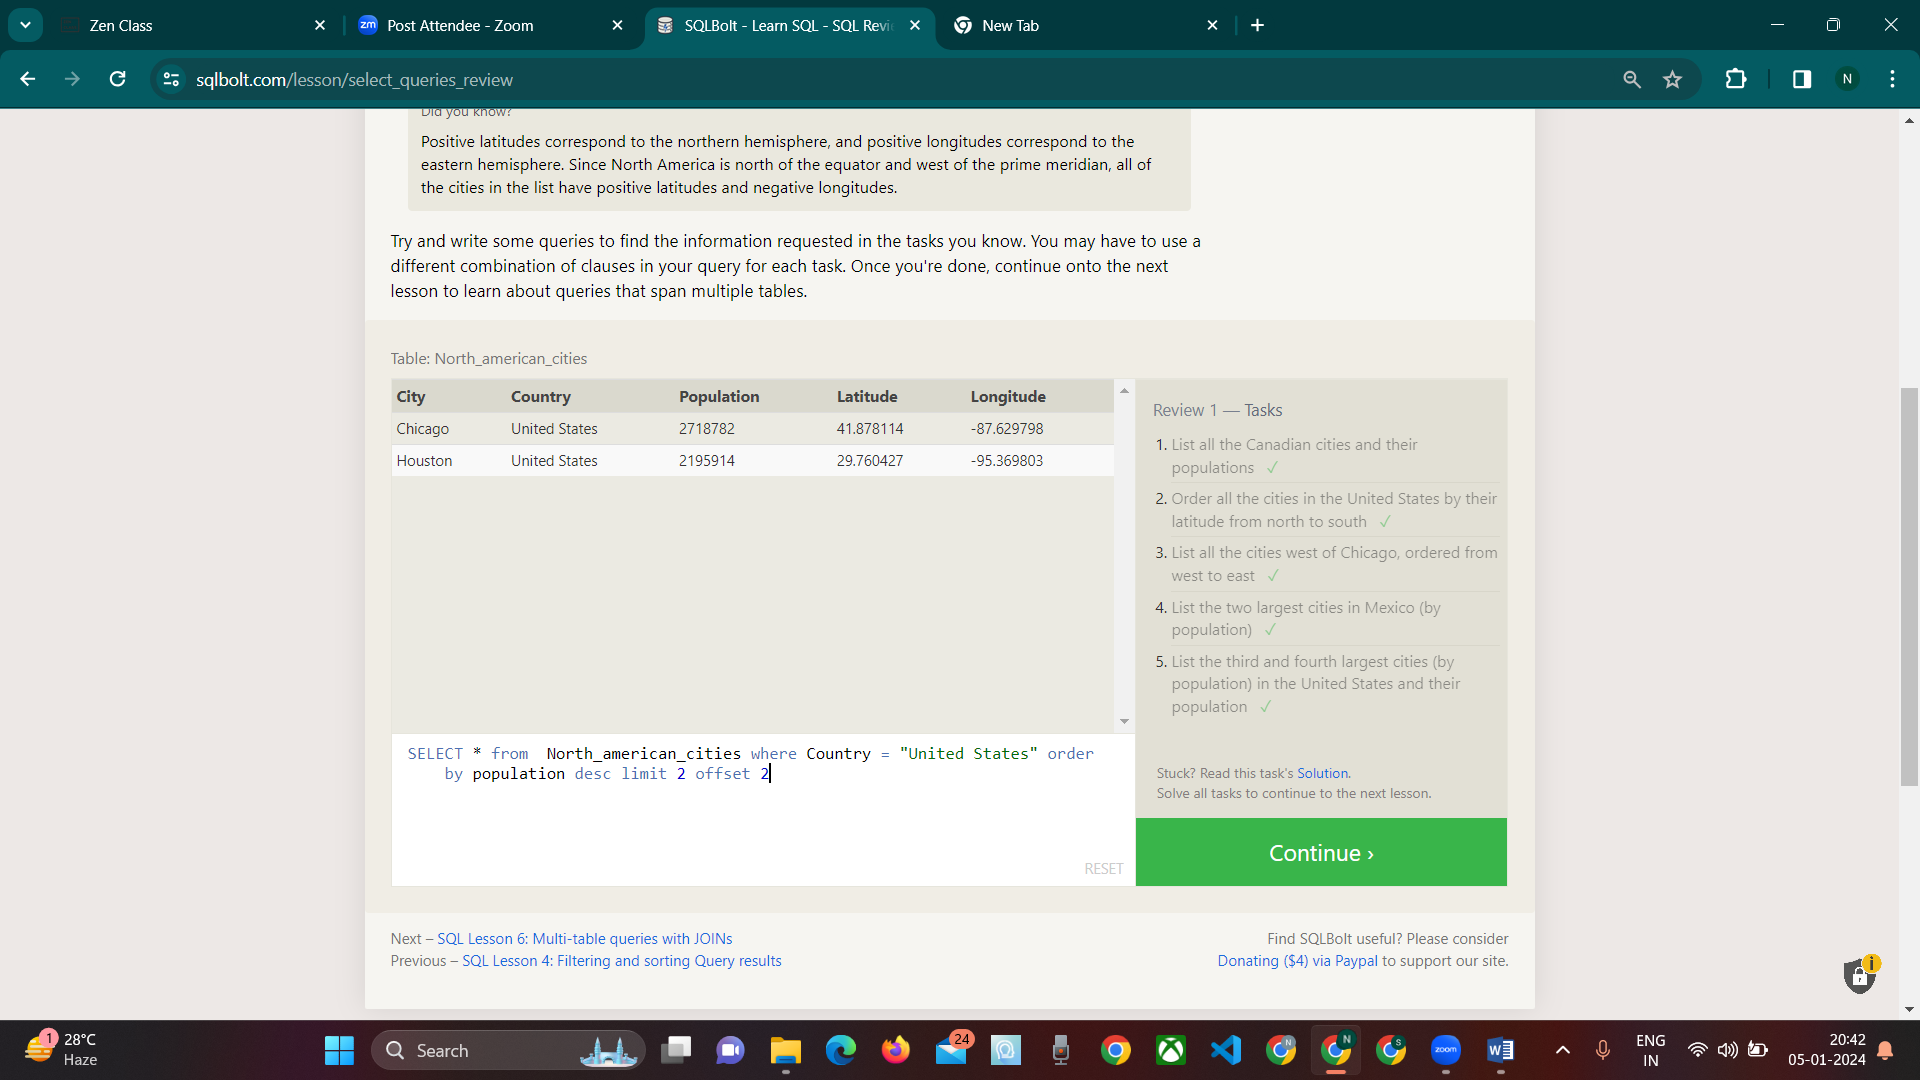 Zen Class
zm Post Attendee - Zoom
SQLBolt - Learn SQL - SQL Revi
New Tab
sqlbolt.com/lesson/select_queries_review
N
Did you know?
Positive latitudes correspond to the northern hemisphere, and positive longitudes correspond to the
eastern hemisphere. Since North America is north of the equator and west of the prime meridian, all of
the cities in the list have positive latitudes and negative longitudes.
Try and write some queries to find the information requested in the tasks you know. You may have to use a
different combination of clauses in your query for each task. Once you're done, continue onto the next
lesson to learn about queries that span multiple tables.
Table: North_american_cities
City Country Population Latitude Longitude
Chicago United States 2718782 41.878114 -87.629798
Houston United States 2195914 29.760427 -95.369803
Review 1 — Tasks
1. List all the Canadian cities and their
populations ✓
2. Order all the cities in the United States by their
latitude from north to south ✓
3. List all the cities west of Chicago, ordered from
west to east ✓
4. List the two largest cities in Mexico (by
population) ✓
5. List the third and fourth largest cities (by
population) in the United States and their
population ✓
SELECT * from  North_american_cities where Country = "United States" order
by population desc limit 2 offset 2
RESET
Stuck? Read this task's Solution.
Solve all tasks to continue to the next lesson.
Continue ›
Next – SQL Lesson 6: Multi-table queries with JOINs
Previous – SQL Lesson 4: Filtering and sorting Query results
Find SQLBolt useful? Please consider
Donating ($4) via Paypal to support our site.
1
28°C
Haze
Search
24
N
N
S
zoom
W
ENG
IN
20:42
05-01-2024